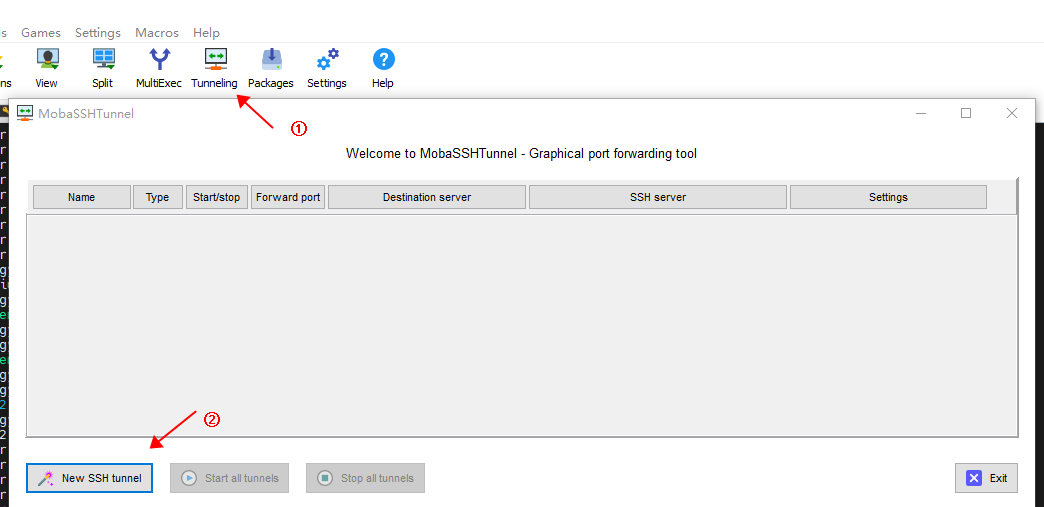 Games Settings Macros Help
View Split MultiExec Tunneling Packages Settings Help
MobaSSHTunnel
①
Welcome to MobaSSHTunnel - Graphical port forwarding tool
Name Type Start/stop Forward port Destination server SSH server Settings
②
New SSH tunnel Start all tunnels Stop all tunnels Exit